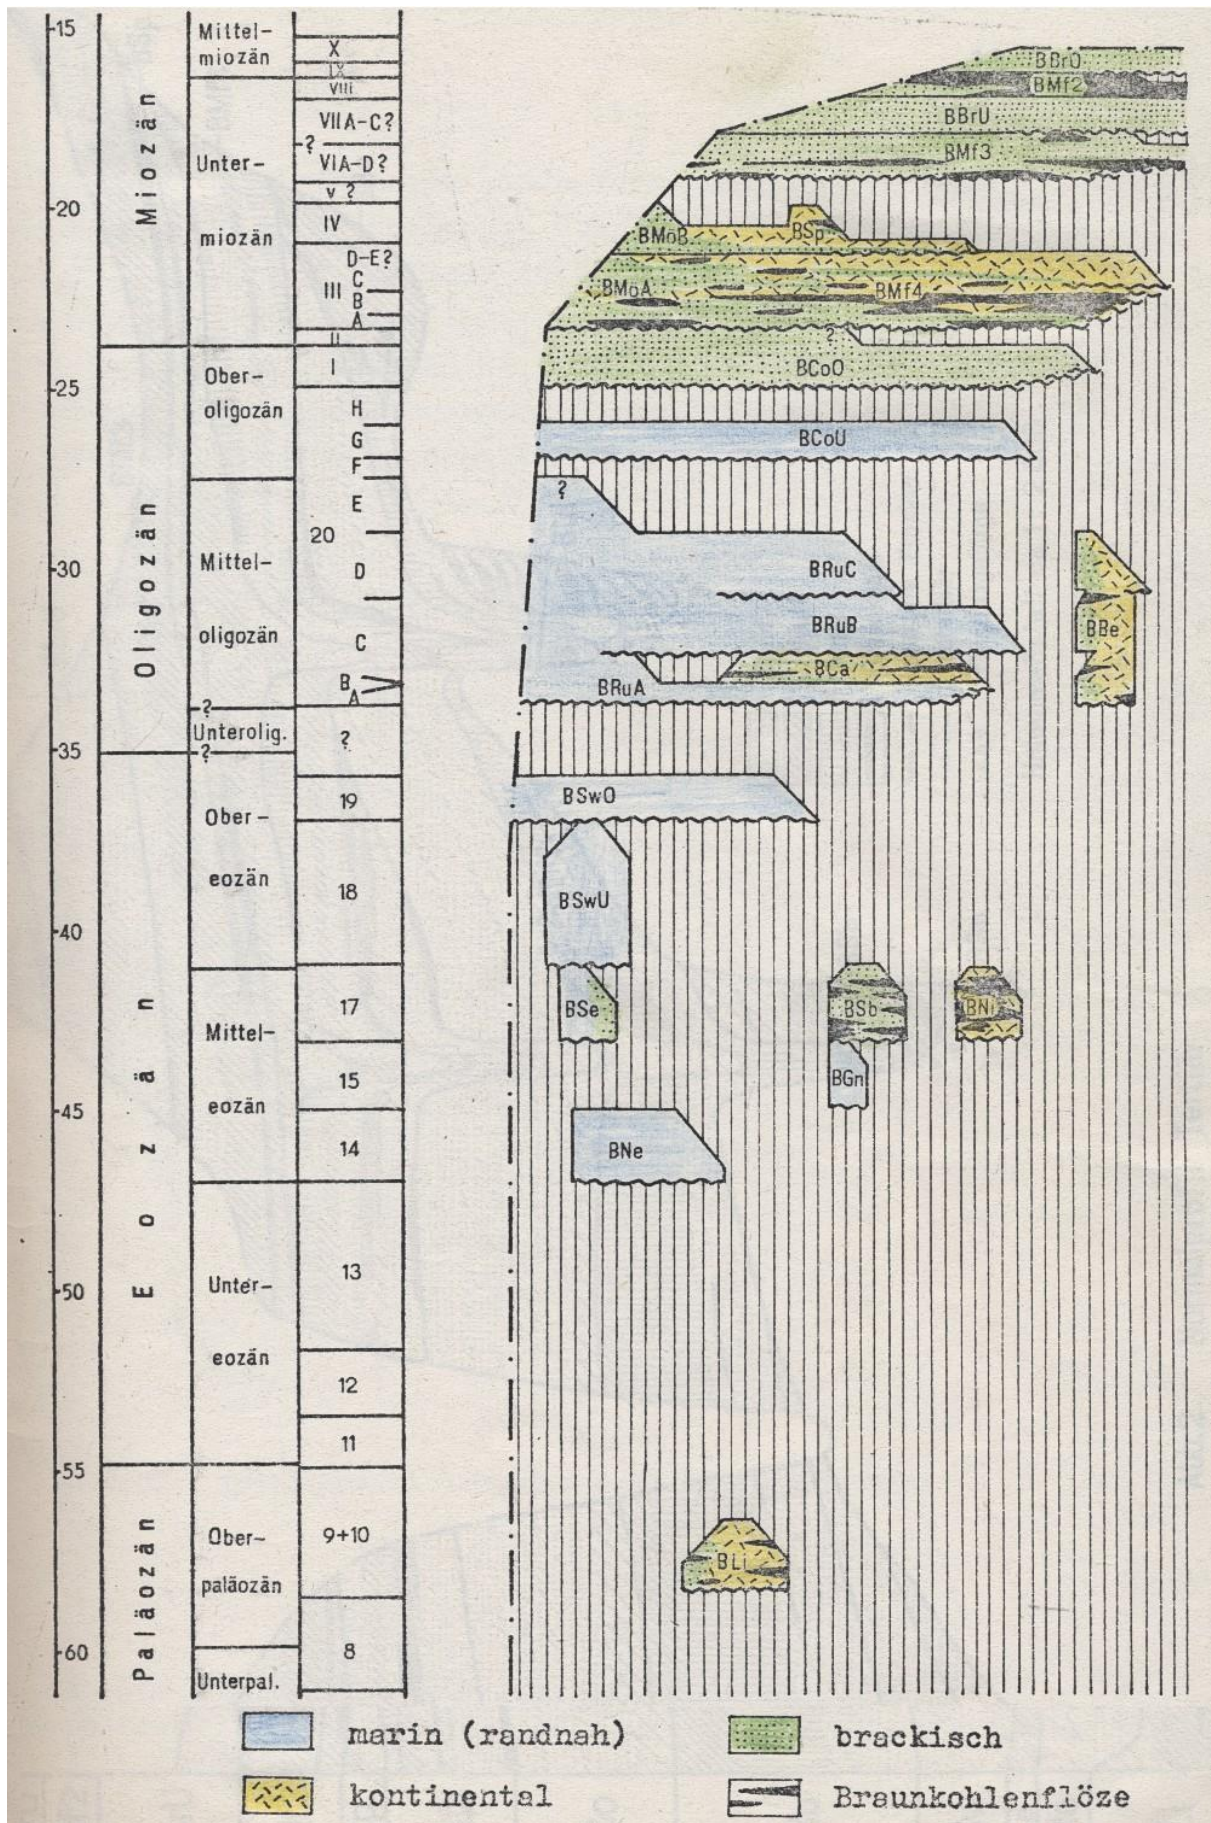 -15
-20
-25
-30
-35
-40
-45
-50
-55
-60
Miozän
Oligozän
Eozän
Paläozän
Mittel-
miozän
Unter-
miozän
Ober-
oligozän
Mittel-
oligozän
?
Unterolig.
?
Ober-
eozän
Mittel-
eozän
Unter-
eozän
Ober-
paläozän
Unterpal.
X
IX
VIII
VIIA-C?
?
VIA-D?
V ?
IV
D-E?
C
III
B
A
II
I
H
G
F
E
20
D
C
B
A
?
19
18
17
15
14
13
12
11
9+10
8
BBrO
BMf2
BBrU
BMf3
BMöB
BSp
BMöA
BMf4
?
BCoO
BCoU
?
BRuC
BRuB
BBe
BCa
BRuA
BSwO
BSwU
BSe
BSb
BNi
BGn
BNe
BLi
marin (randnah)
brackisch
kontinental
Braunkohlenflöze